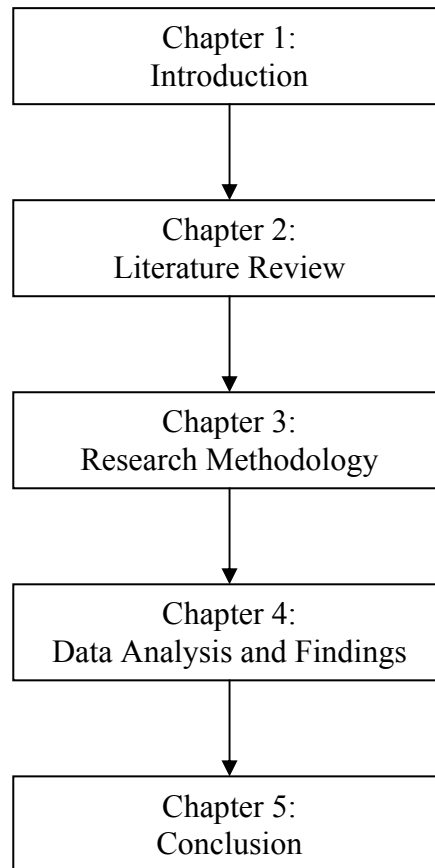 Chapter 1:
Introduction
Chapter 2:
Literature Review
Chapter 3:
Research Methodology
Chapter 4:
Data Analysis and Findings
Chapter 5:
Conclusion